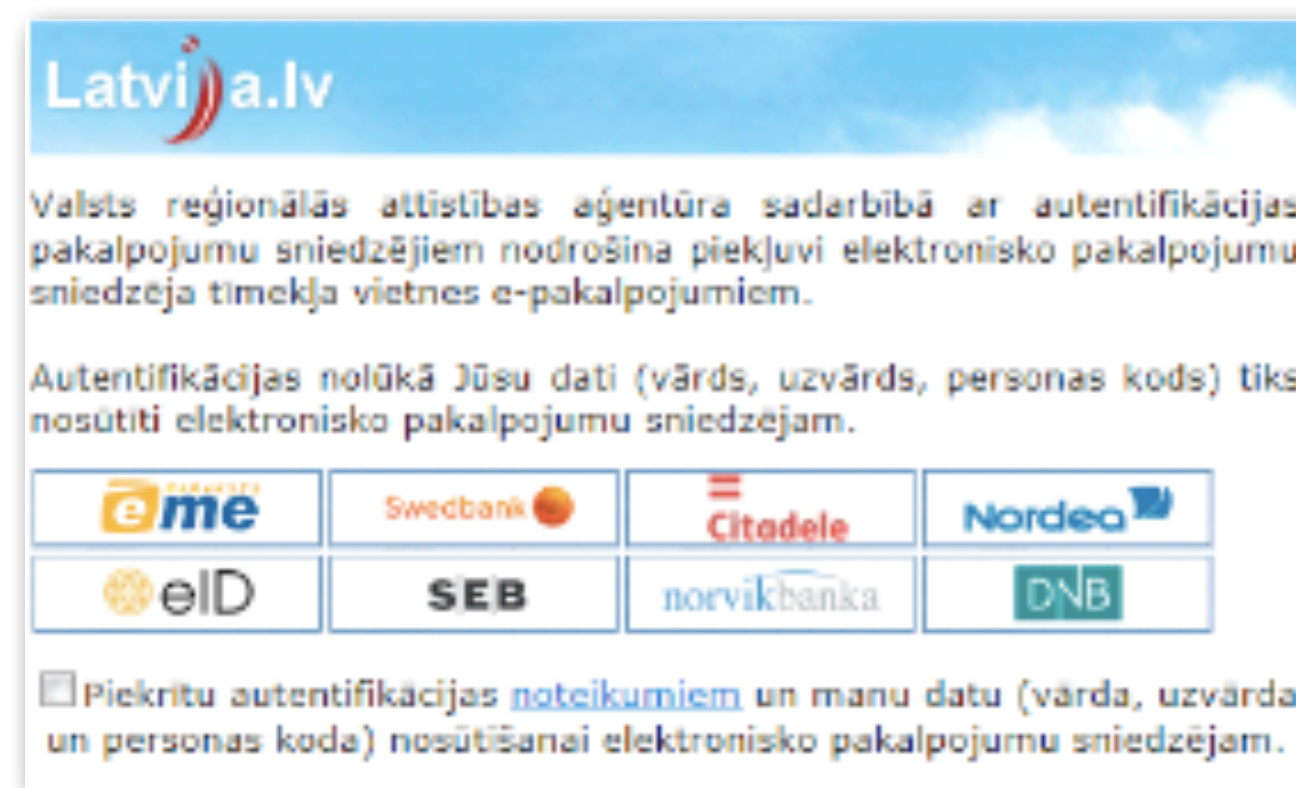 Latvija.lv
Valsts reģionālās attīstības aģentūra sadarbībā ar autentifikācijas
pakalpojumu sniedzējiem nodrošina piekļuvi elektronisko pakalpojumu
sniedzēja tīmekļa vietnes e-pakalpojumiem.
Autentifikācijas nolūkā Jūsu dati (vārds, uzvārds, personas kods) tiks
nosūtīti elektronisko pakalpojumu sniedzējam.
eme Swedbank Citadele Nordea
eID SEB norvikbanka DNB
Piekrītu autentifikācijas noteikumiem un manu datu (vārda, uzvārda
un personas koda) nosūtīšanai elektronisko pakalpojumu sniedzējam.